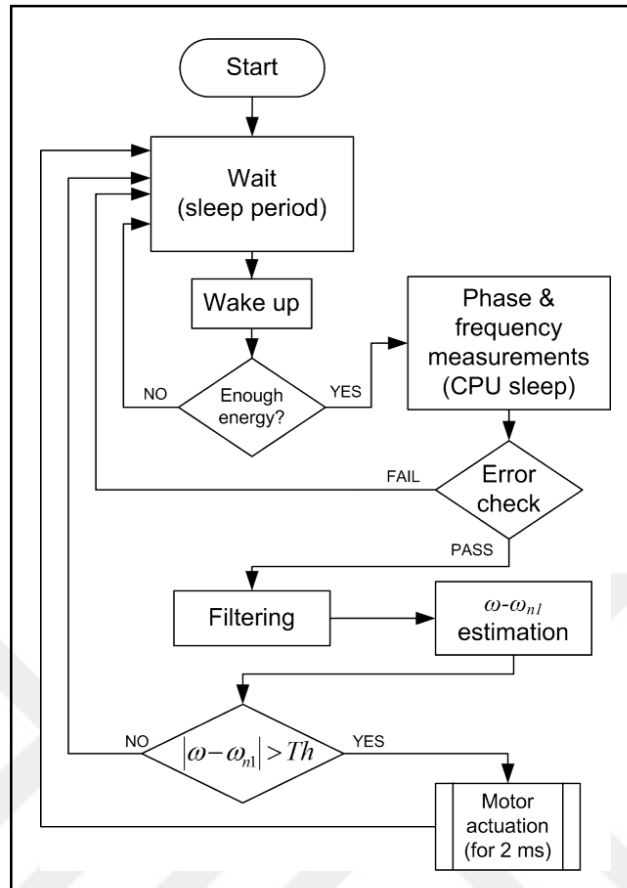 Start
Wait
(sleep period)
Wake up
Enough
energy?
NO
YES
Phase &
frequency
measurements
(CPU sleep)
Error
check
FAIL
PASS
Filtering
ω-ωn1
estimation
|ω−ωn1|>Th
NO
YES
Motor
actuation
(for 2 ms)